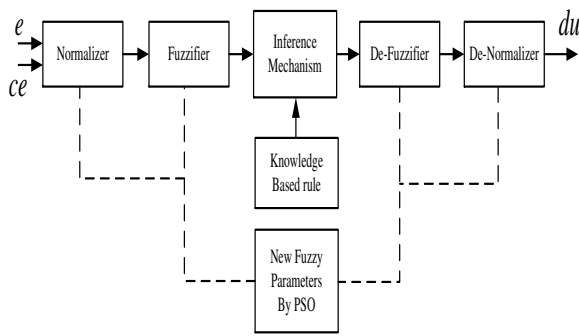 e
ce
Normalizer
Fuzzifier
Inference
Mechanism
De-Fuzzifier
De-Normalizer
du
Knowledge
Based rule
New Fuzzy
Parameters
By PSO